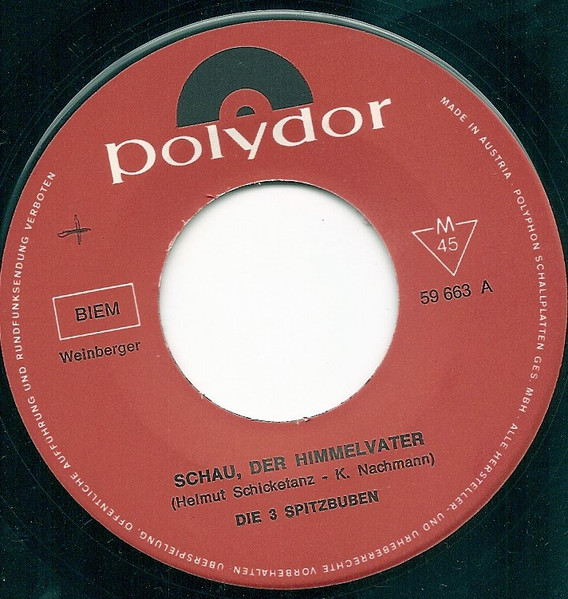 polydor
MADE IN AUSTRIA · POLYPHON SCHALLPLATTEN GES. MBH · ALLE HERSTELLER- UND URHEBERRECHTE VORBEHALTEN · ÜBERSPIELUNG, ÖFFENTLICHE AUFFÜHRUNG UND RUNDFUNKSENDUNG VERBOTEN
M
45
59 663 A
BIEM
Weinberger
SCHAU, DER HIMMELVATER
(Helmut Schicketanz - K. Nachmann)
DIE 3 SPITZBUBEN